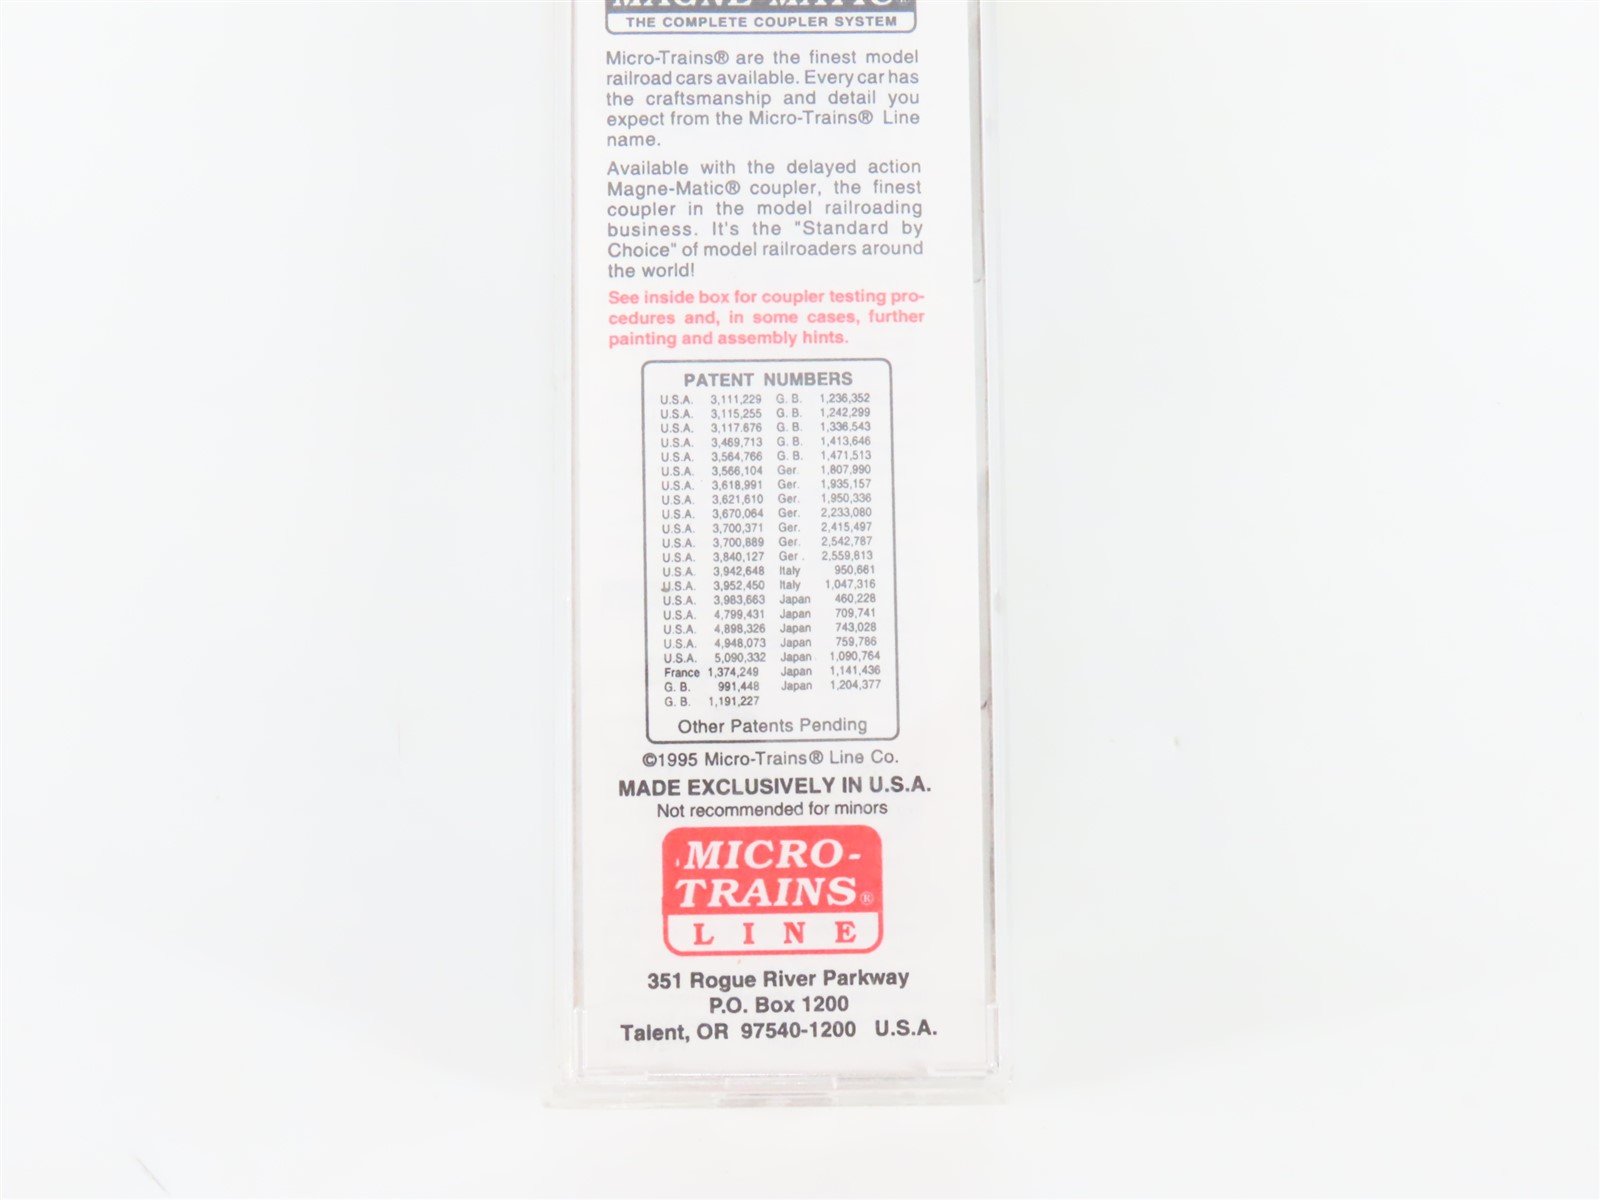 MAGNE-MATIC®
THE COMPLETE COUPLER SYSTEM
Micro-Trains® are the finest model
railroad cars available. Every car has
the craftsmanship and detail you
expect from the Micro-Trains® Line
name.
Available with the delayed action
Magne-Matic® coupler, the finest
coupler in the model railroading
business. It's the "Standard by
Choice" of model railroaders around
the world!
See inside box for coupler testing pro-
cedures and, in some cases, further
painting and assembly hints.
PATENT NUMBERS
U.S.A. 3,111,229 G. B. 1,236,352
U.S.A. 3,115,255 G. B. 1,242,299
U.S.A. 3,117.676 G. B. 1,336,543
U.S.A. 3,469,713 G. B. 1,413,646
U.S.A. 3,564,766 G. B. 1,471,513
U.S.A. 3,566,104 Ger. 1,807,990
U.S.A. 3,618,991 Ger. 1,935,157
U.S.A. 3,621,610 Ger. 1,950,336
U.S.A. 3,670,064 Ger. 2,233,080
U.S.A. 3,700,371 Ger. 2,415,497
U.S.A. 3,700,889 Ger. 2,542,787
U.S.A. 3,840,127 Ger . 2,559,813
U.S.A. 3,942,648 Italy 950,661
U.S.A. 3,952,450 Italy 1,047,316
U.S.A. 3,983,663 Japan 460,228
U.S.A. 4,799,431 Japan 709,741
U.S.A. 4,898,326 Japan 743,028
U.S.A. 4,948,073 Japan 759,786
U.S.A. 5,090,332 Japan 1,090,764
France 1,374,249 Japan 1,141,436
G. B. 991,448 Japan 1,204,377
G. B. 1,191,227
Other Patents Pending
©1995 Micro-Trains® Line Co.
MADE EXCLUSIVELY IN U.S.A.
Not recommended for minors
MICRO-
TRAINS®
LINE
351 Rogue River Parkway
P.O. Box 1200
Talent, OR 97540-1200 U.S.A.